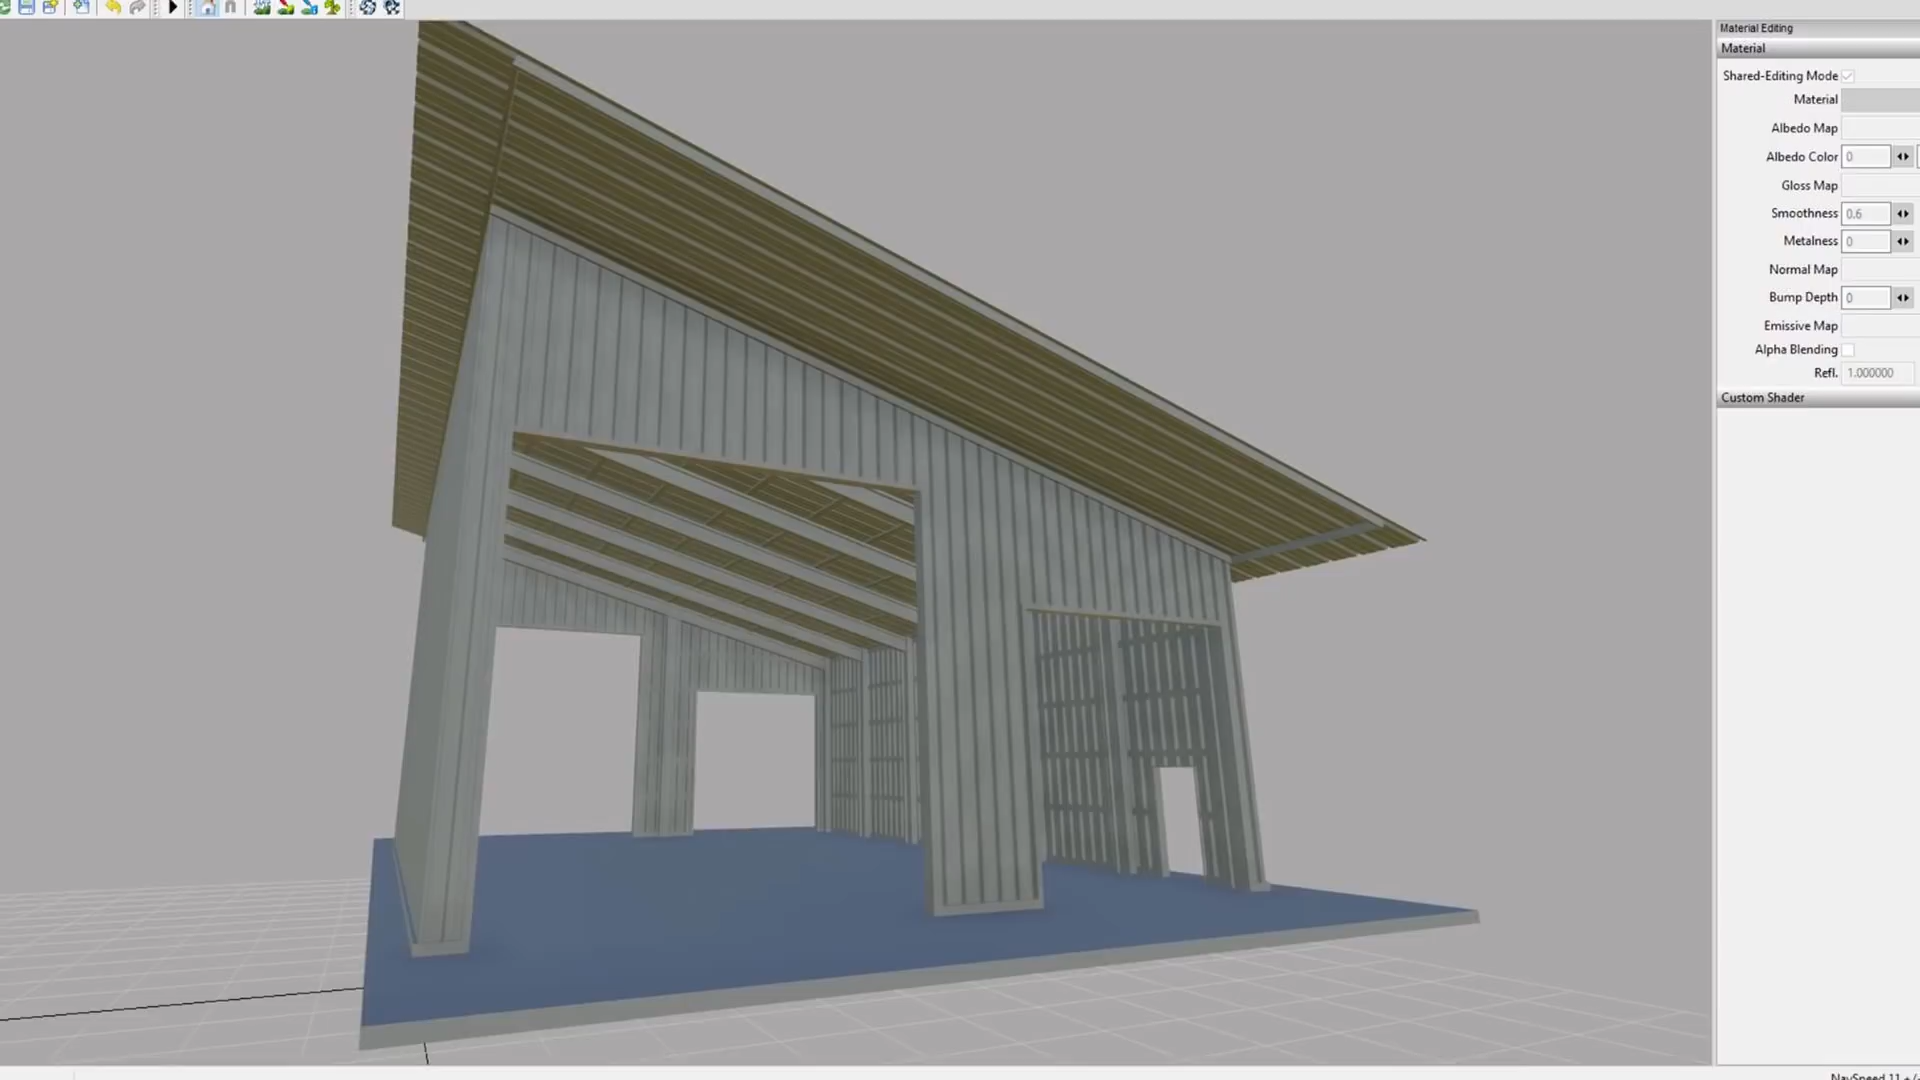 Material Editing
Material
Shared-Editing Mode
Material
Albedo Map
Albedo Color 0
Gloss Map
Smoothness 0.6
Metalness 0
Normal Map
Bump Depth 0
Emissive Map
Alpha Blending
Refl. 1.000000
Custom Shader
NavSpeed 11 +/